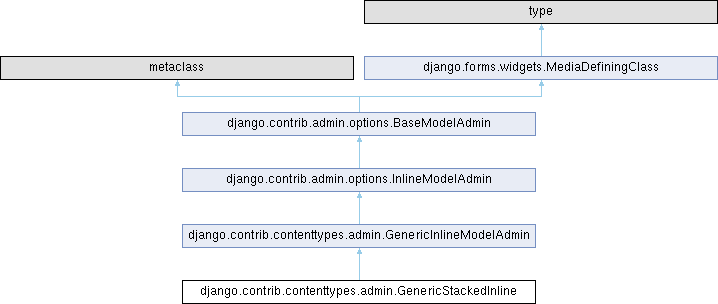 type
metaclass
django.forms.widgets.MediaDefiningClass
django.contrib.admin.options.BaseModelAdmin
django.contrib.admin.options.InlineModelAdmin
django.contrib.contenttypes.admin.GenericInlineModelAdmin
django.contrib.contenttypes.admin.GenericStackedInline